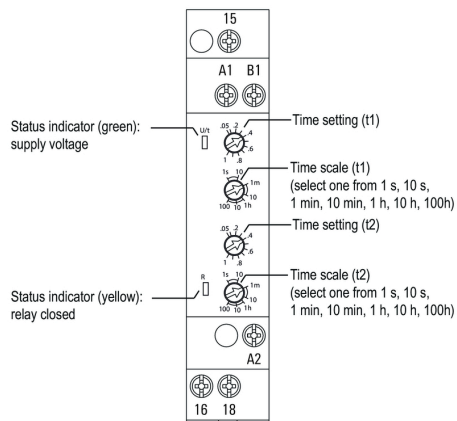 15
A1 B1
Status indicator (green):
supply voltage
U/t
.05 .2 .4 .6 .8 1
Time setting (t1)
1s 10 1m 10 1h 10 100
Time scale (t1)
(select one from 1 s, 10 s,
1 min, 10 min, 1 h, 10 h, 100h)
.05 .2 .4 .6 .8 1
Time setting (t2)
Status indicator (yellow):
relay closed
R
1s 10 1m 10 1h 10 100
Time scale (t2)
(select one from 1 s, 10 s,
1 min, 10 min, 1 h, 10 h, 100h)
A2
16 18